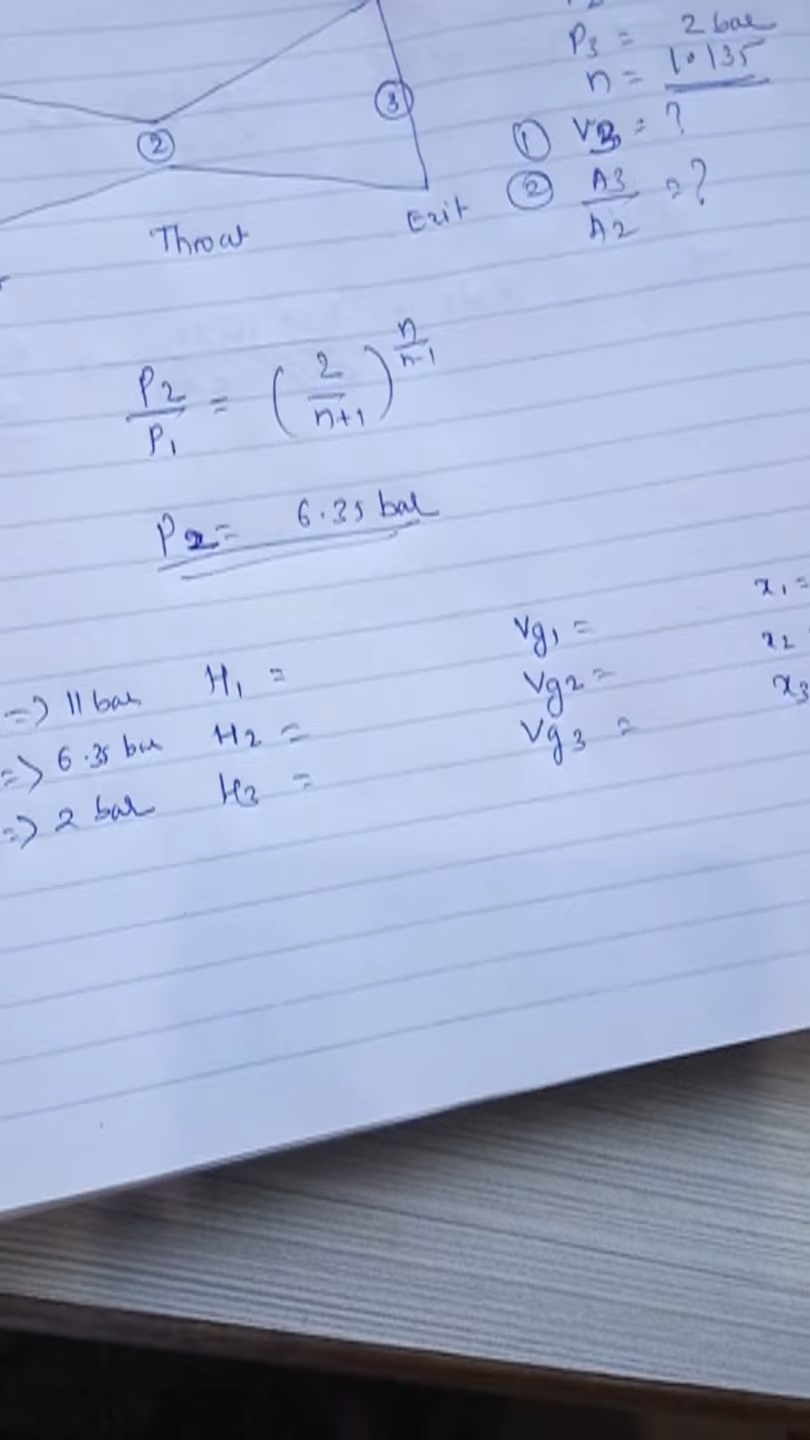 P3 = 2 bar
n = 1.135
① V3 = ?
② A3/A2 = ?
②
③
Throat
Exit
P2/P1 = (2/n+1)^n/n-1
P2 = 6.35 bar
=> 11 bar H1 = Vg1 = x1 =
=> 6.35 bar H2 = Vg2 = x2
=> 2 bar H3 = Vg3 = x3